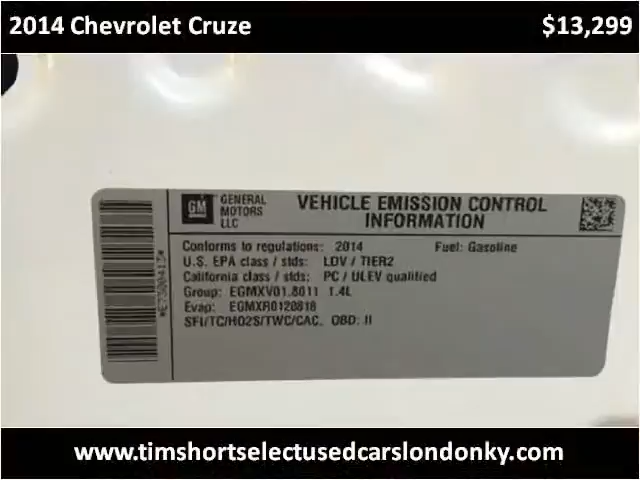 2014 Chevrolet Cruze $13,299
GM GENERAL MOTORS LLC
VEHICLE EMISSION CONTROL INFORMATION
Conforms to regulations: 2014 Fuel: Gasoline
U.S. EPA class / stds: LDV / TIER2
California class / stds: PC / ULEV qualified
Group: EGMXV01.8011 1.4L
Evap: EGMXR0120818
SFI/TC/HO2S/TWC/CAC, OBD: II
www.timshortselectusedcarslondonky.com